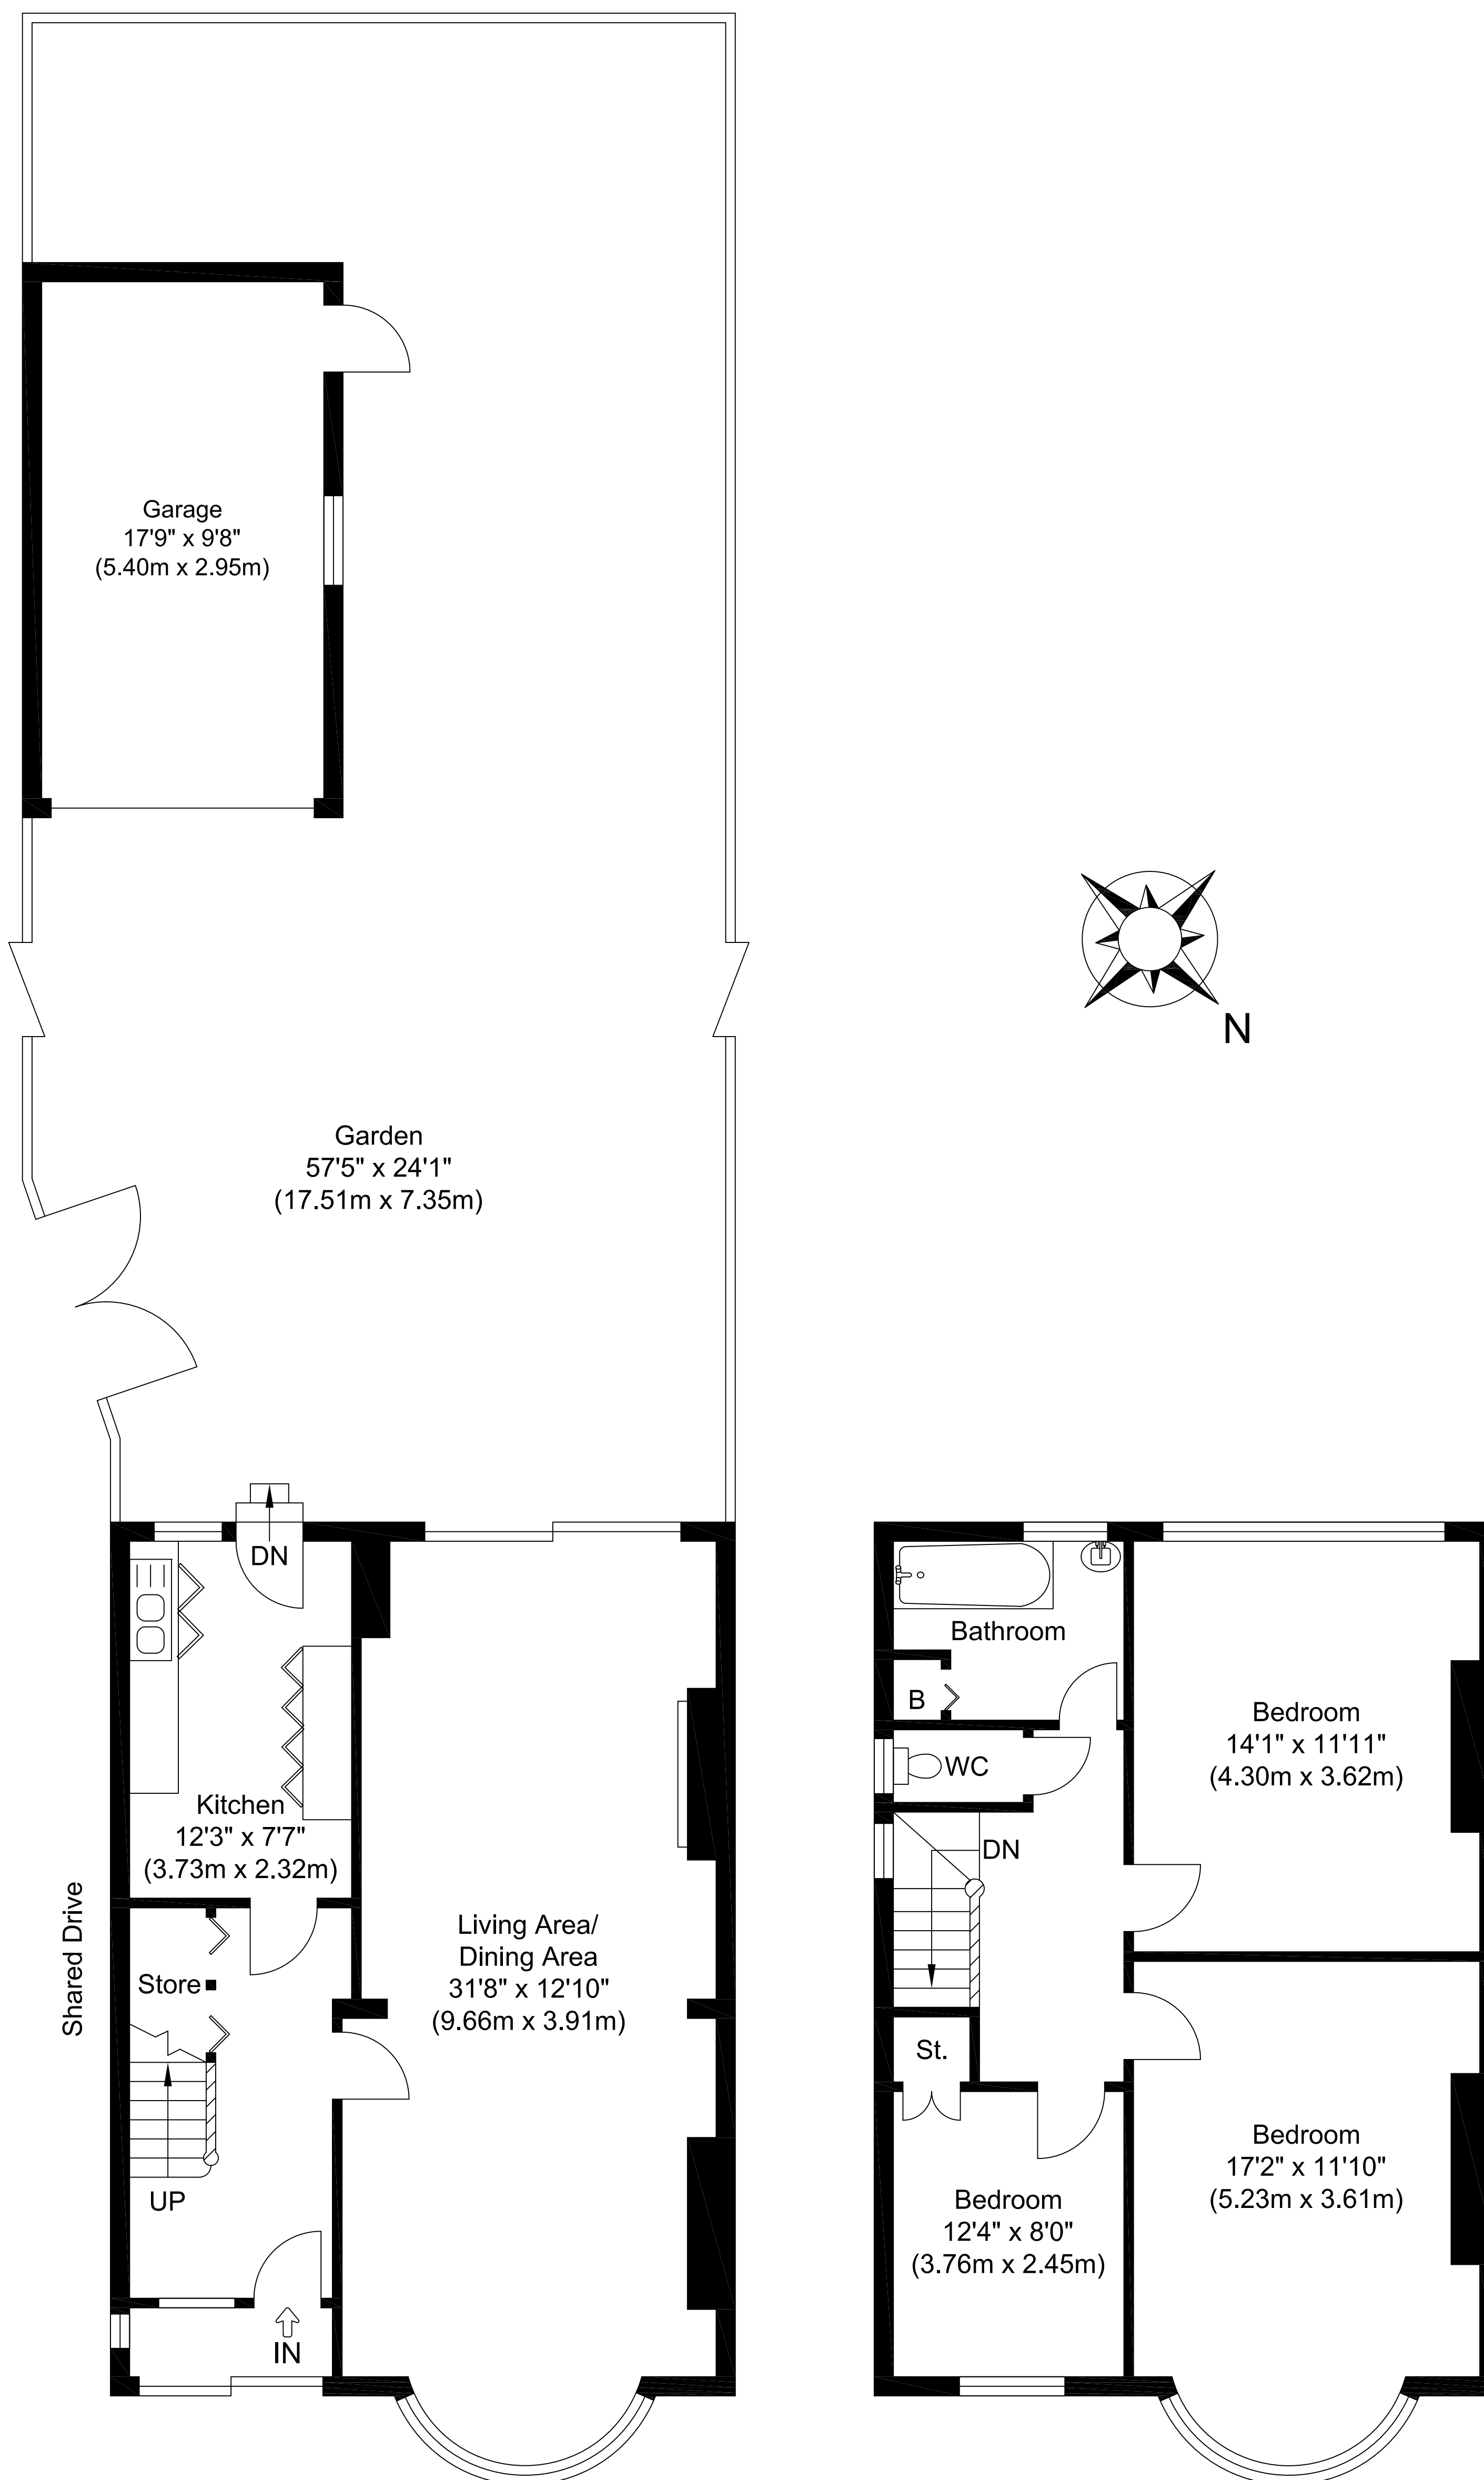 Garage
17'9" x 9'8"
(5.40m x 2.95m)
N
Garden
57'5" x 24'1"
(17.51m x 7.35m)
DN
Kitchen
12'3" x 7'7"
(3.73m x 2.32m)
Shared Drive
Store
Living Area/
Dining Area
31'8" x 12'10"
(9.66m x 3.91m)
UP
IN
Bathroom
B
WC
DN
St.
Bedroom
14'1" x 11'11"
(4.30m x 3.62m)
Bedroom
17'2" x 11'10"
(5.23m x 3.61m)
Bedroom
12'4" x 8'0"
(3.76m x 2.45m)